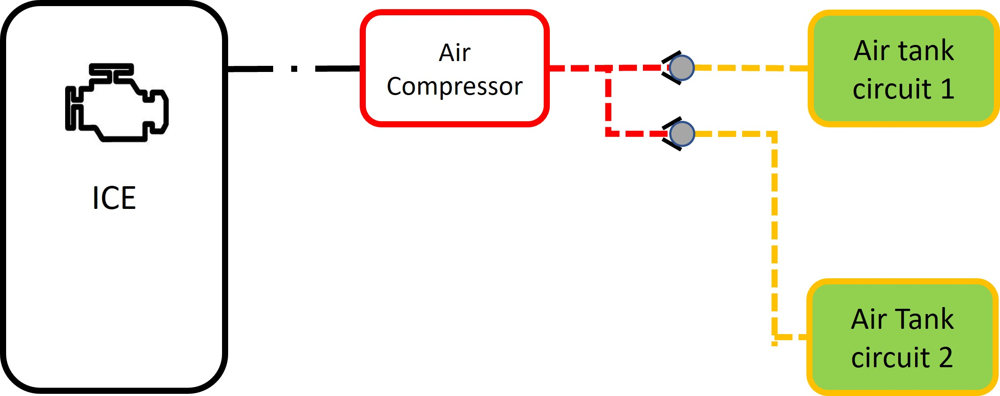 ICE
Air
Compressor
Air tank
circuit 1
Air Tank
circuit 2